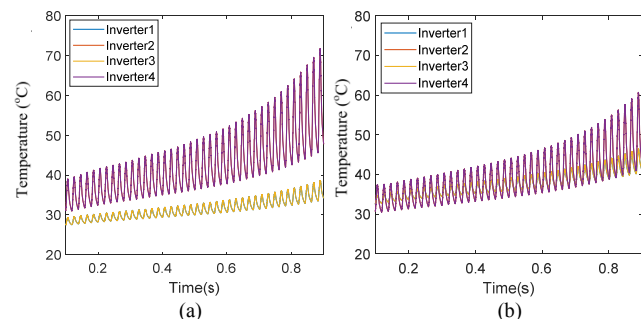 Inverter1
Inverter2
Inverter3
Inverter4
Temperature (°C)
80
70
60
50
40
30
20
0.2
0.4
0.6
0.8
Time(s)
(a)
Inverter1
Inverter2
Inverter3
Inverter4
Temperature (°C)
80
70
60
50
40
30
20
0.2
0.4
0.6
0.8
Time(s)
(b)